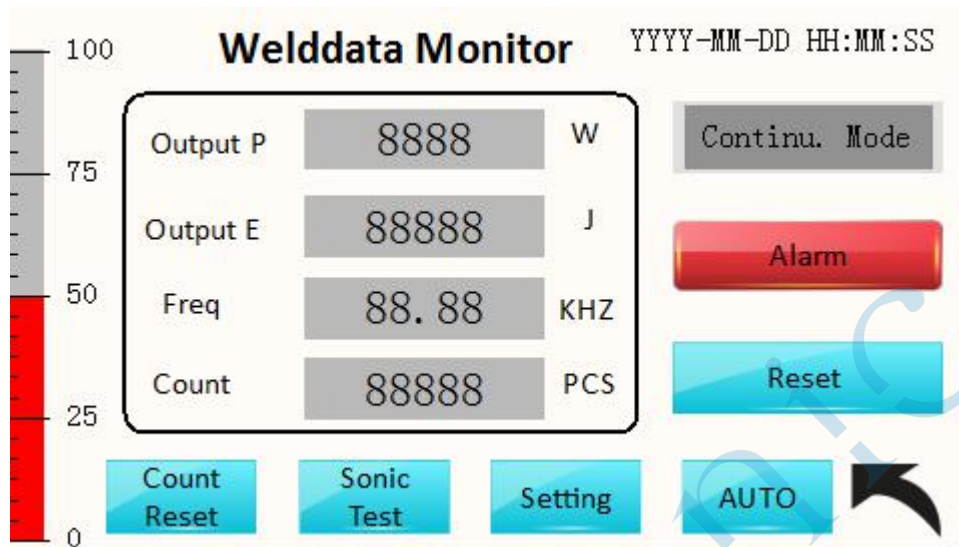 Welddata Monitor
YYYY-MM-DD HH:MM:SS
100
75
50
25
0
Output P 8888 W
Output E 88888 J
Freq 88.88 KHZ
Count 88888 PCS
Continu. Mode
Alarm
Reset
Count
Reset
Sonic
Test
Setting
AUTO